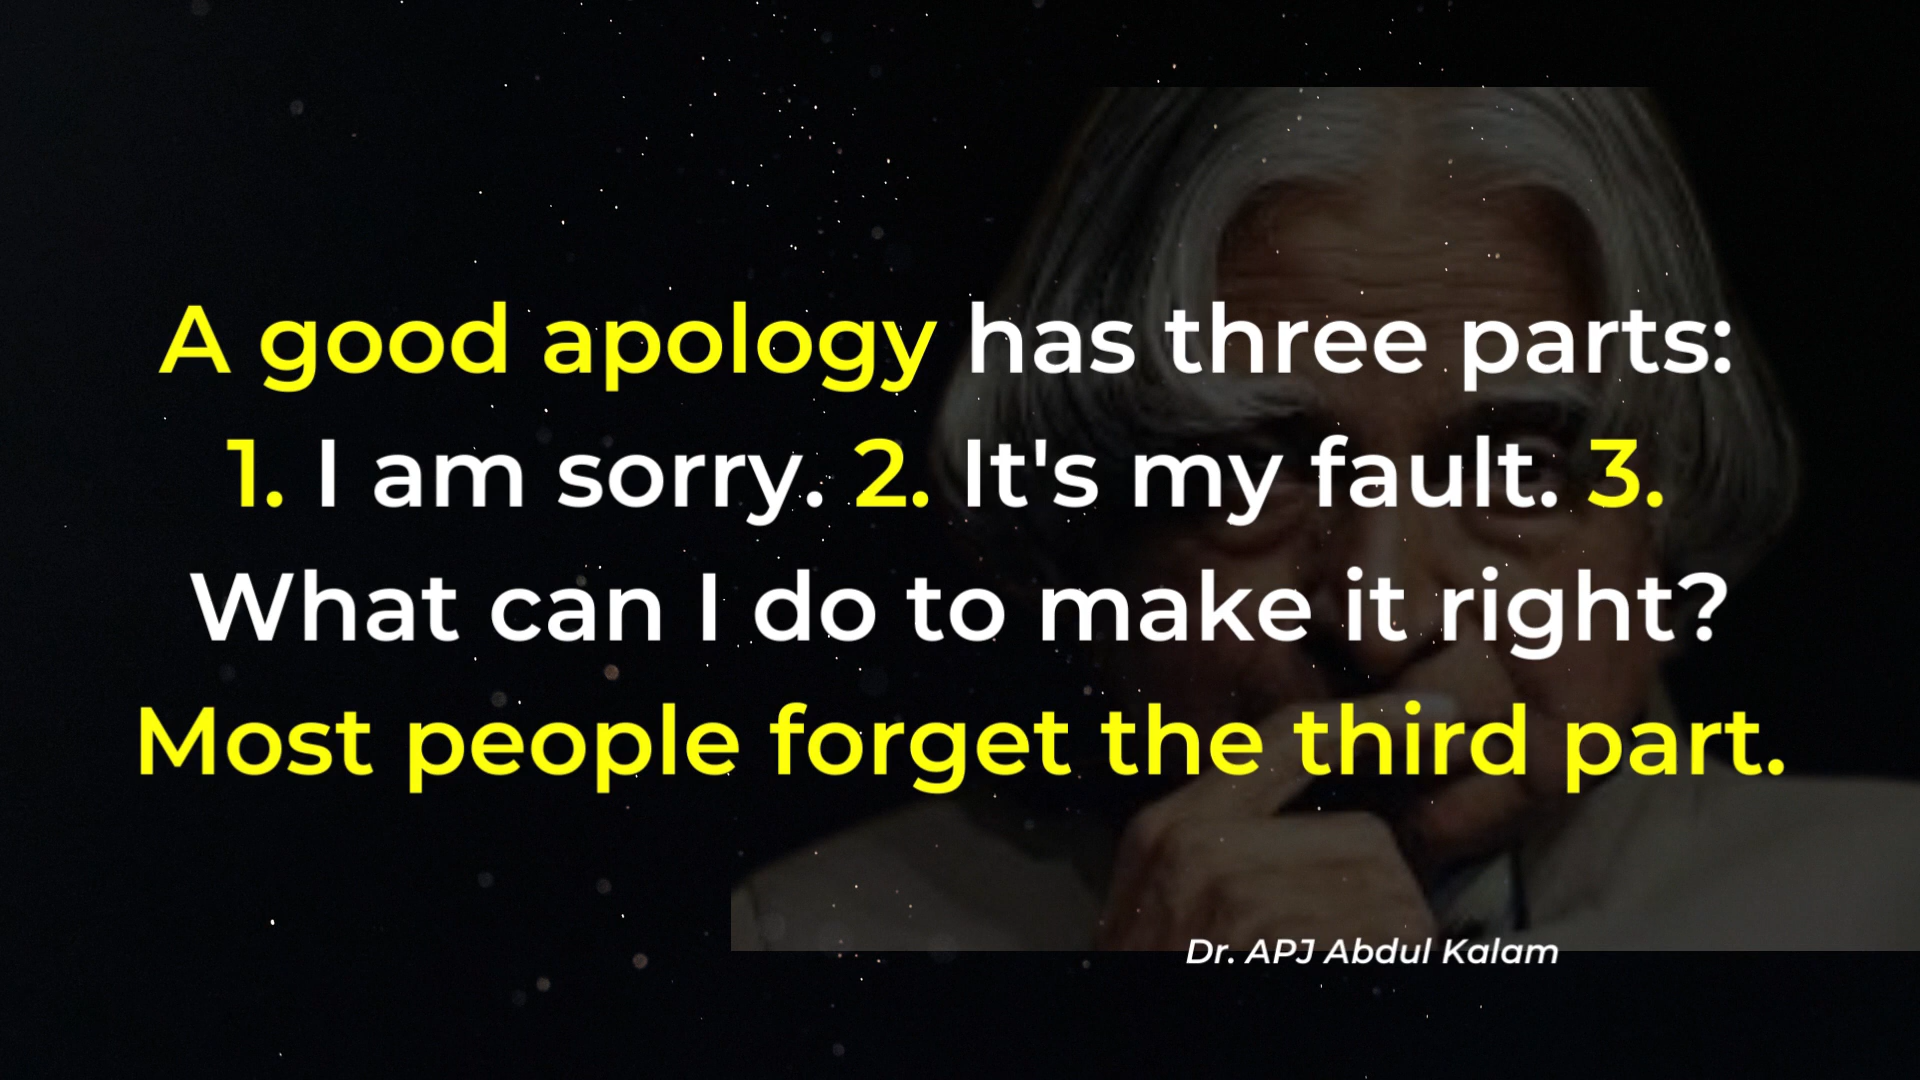 A good apology has three parts:
1. I am sorry. 2. It's my fault. 3.
What can I do to make it right?
Most people forget the third part.
Dr. APJ Abdul Kalam